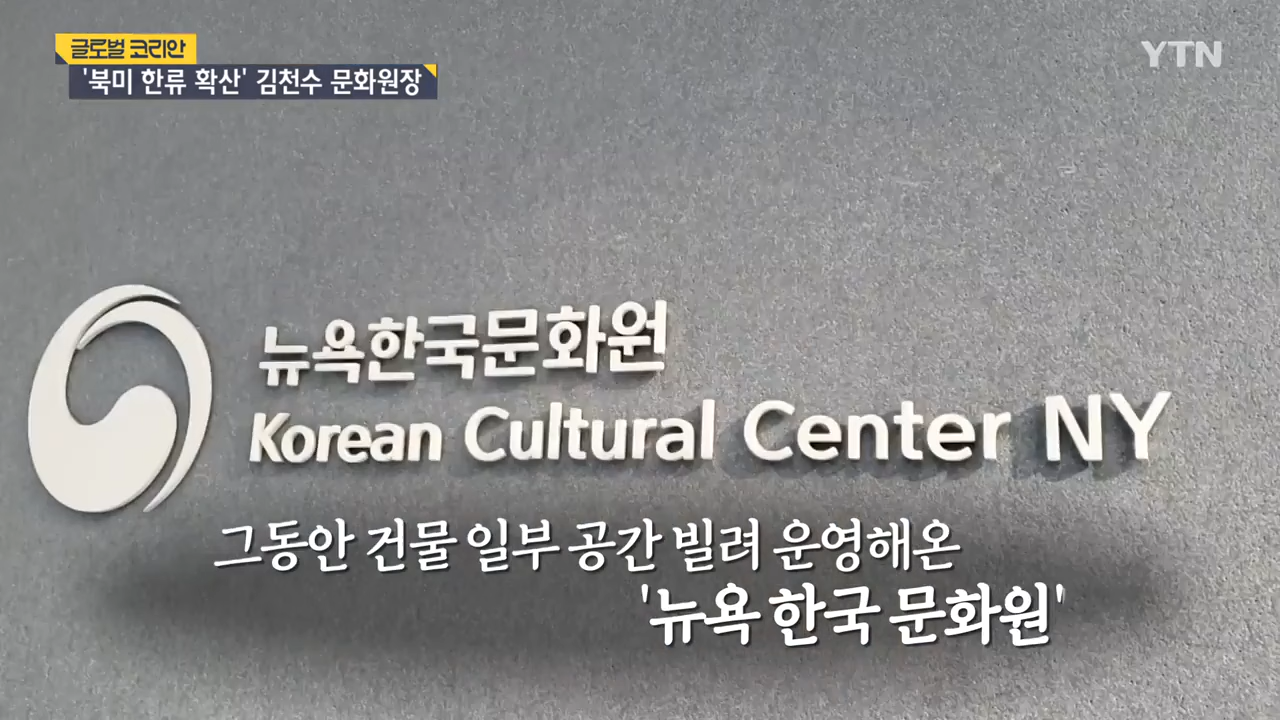 글로벌 코리안
'북미 한류 확산' 김천수 문화원장
YTN
뉴욕한국문화원
Korean Cultural Center NY
그동안 건물 일부 공간 빌려 운영해온
'뉴욕 한국 문화원'